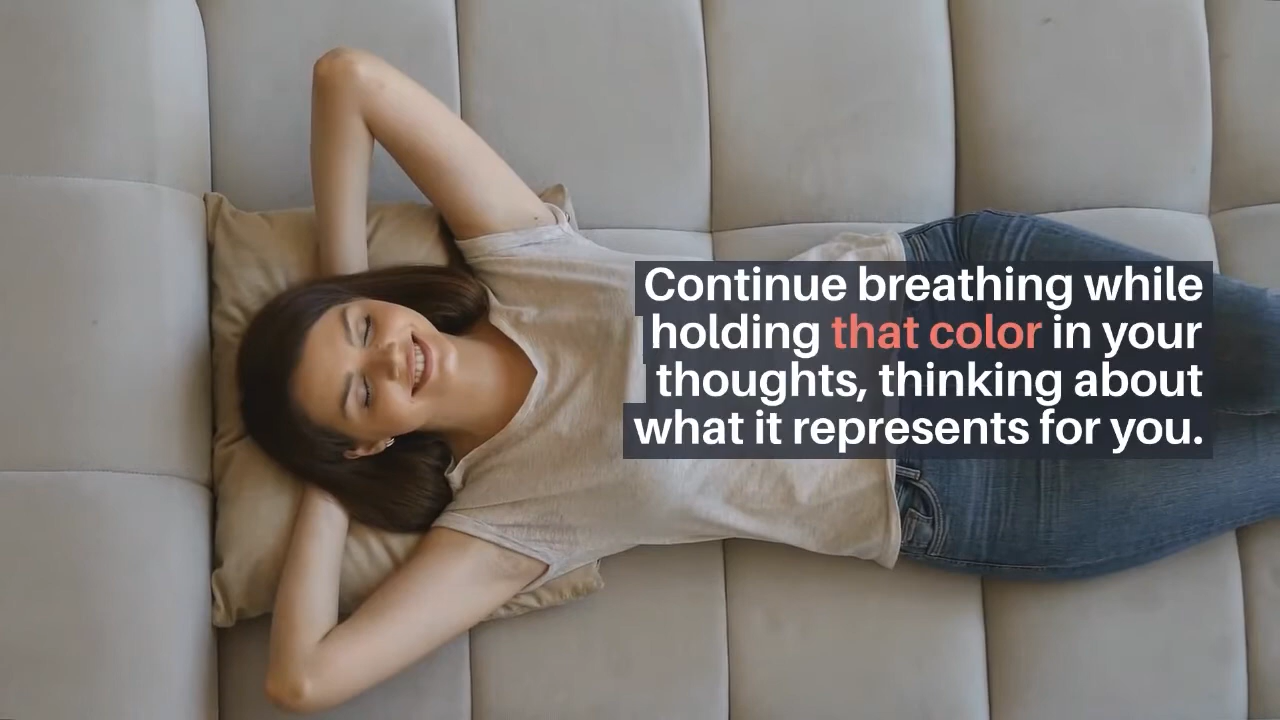 Continue breathing while
holding that color in your
thoughts, thinking about
what it represents for you.